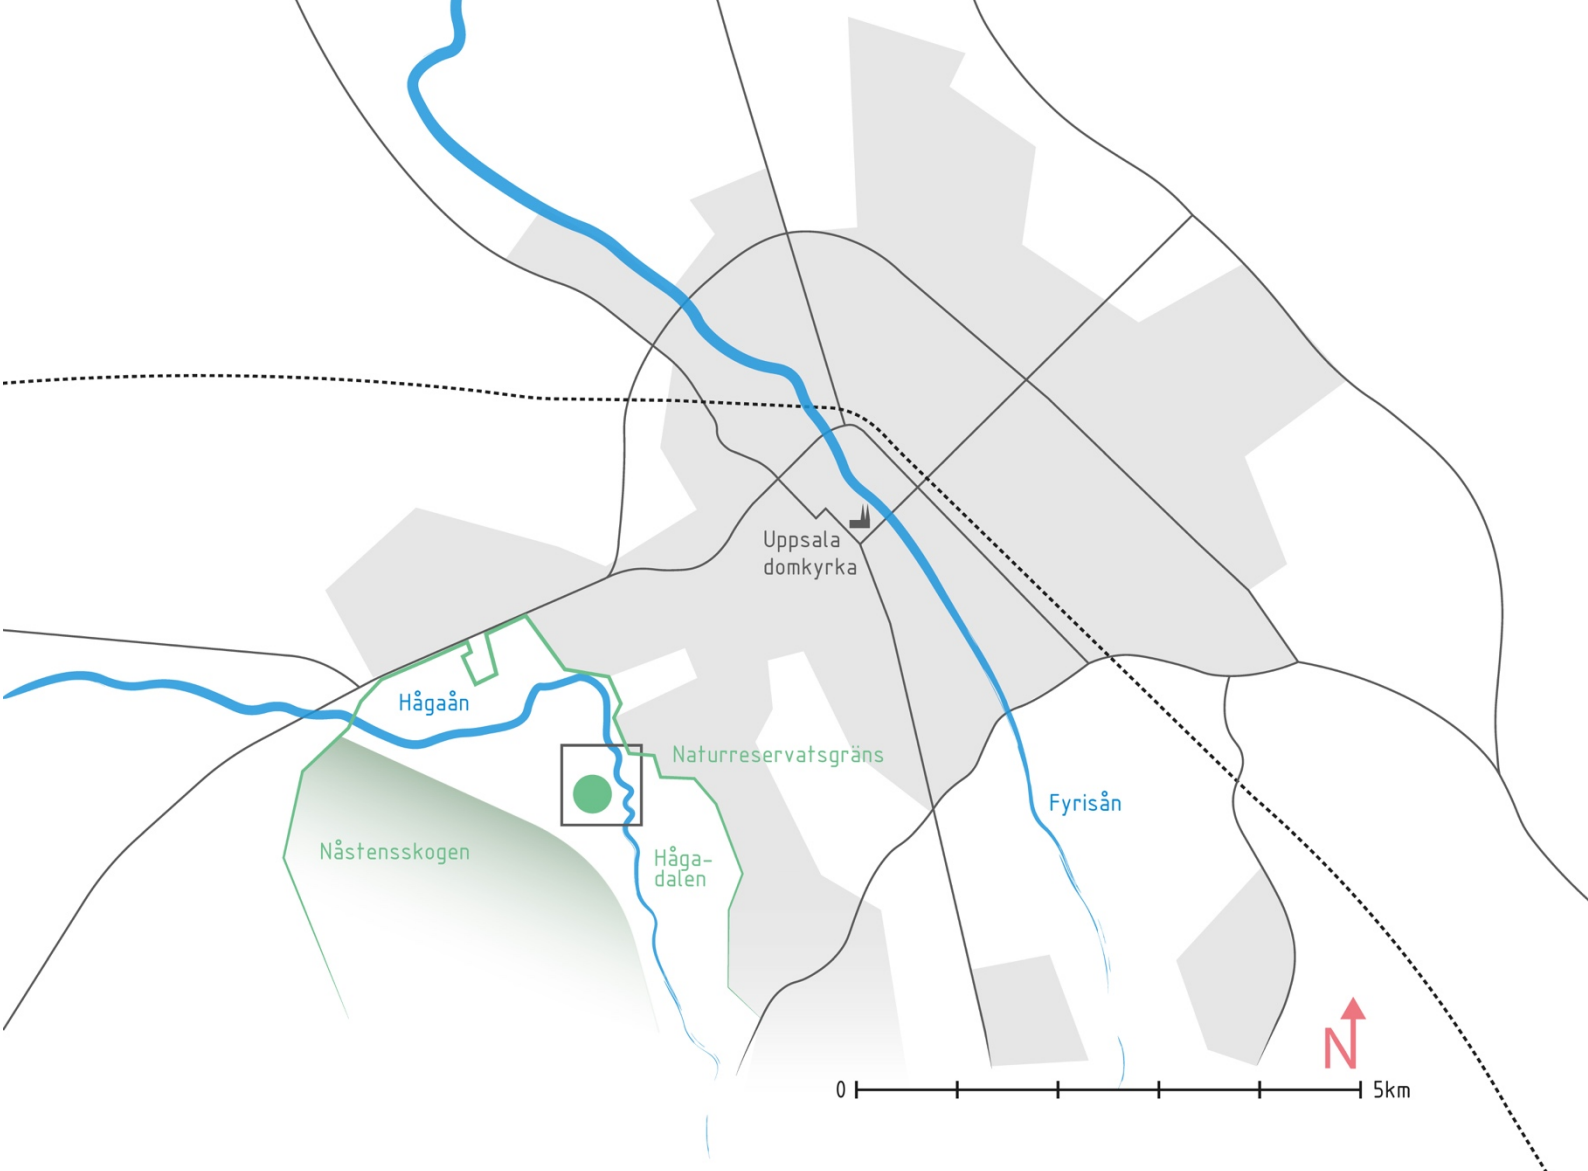 Uppsala
domkyrka
Hågaån
Naturreservatsgräns
Fyrisån
Nåstensskogen
Håga-
dalen
N
0
5km